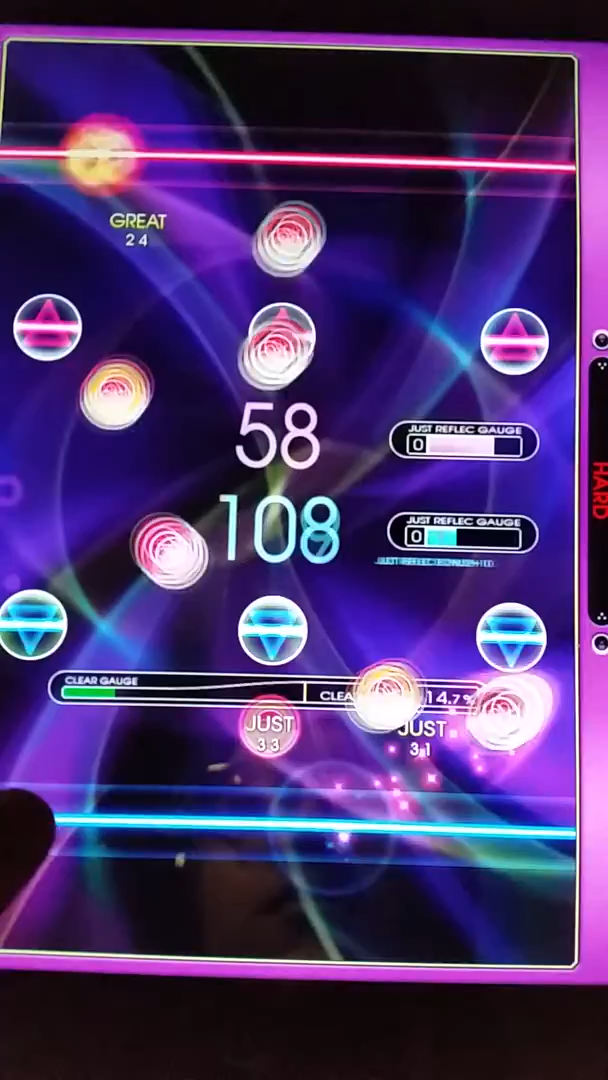 GREAT
24
58
JUST REFLEC GAUGE
0
108
JUST REFLEC GAUGE
0
CLEAR GAUGE
CLEA
14.7%
JUST
33
JUST
31
HARD